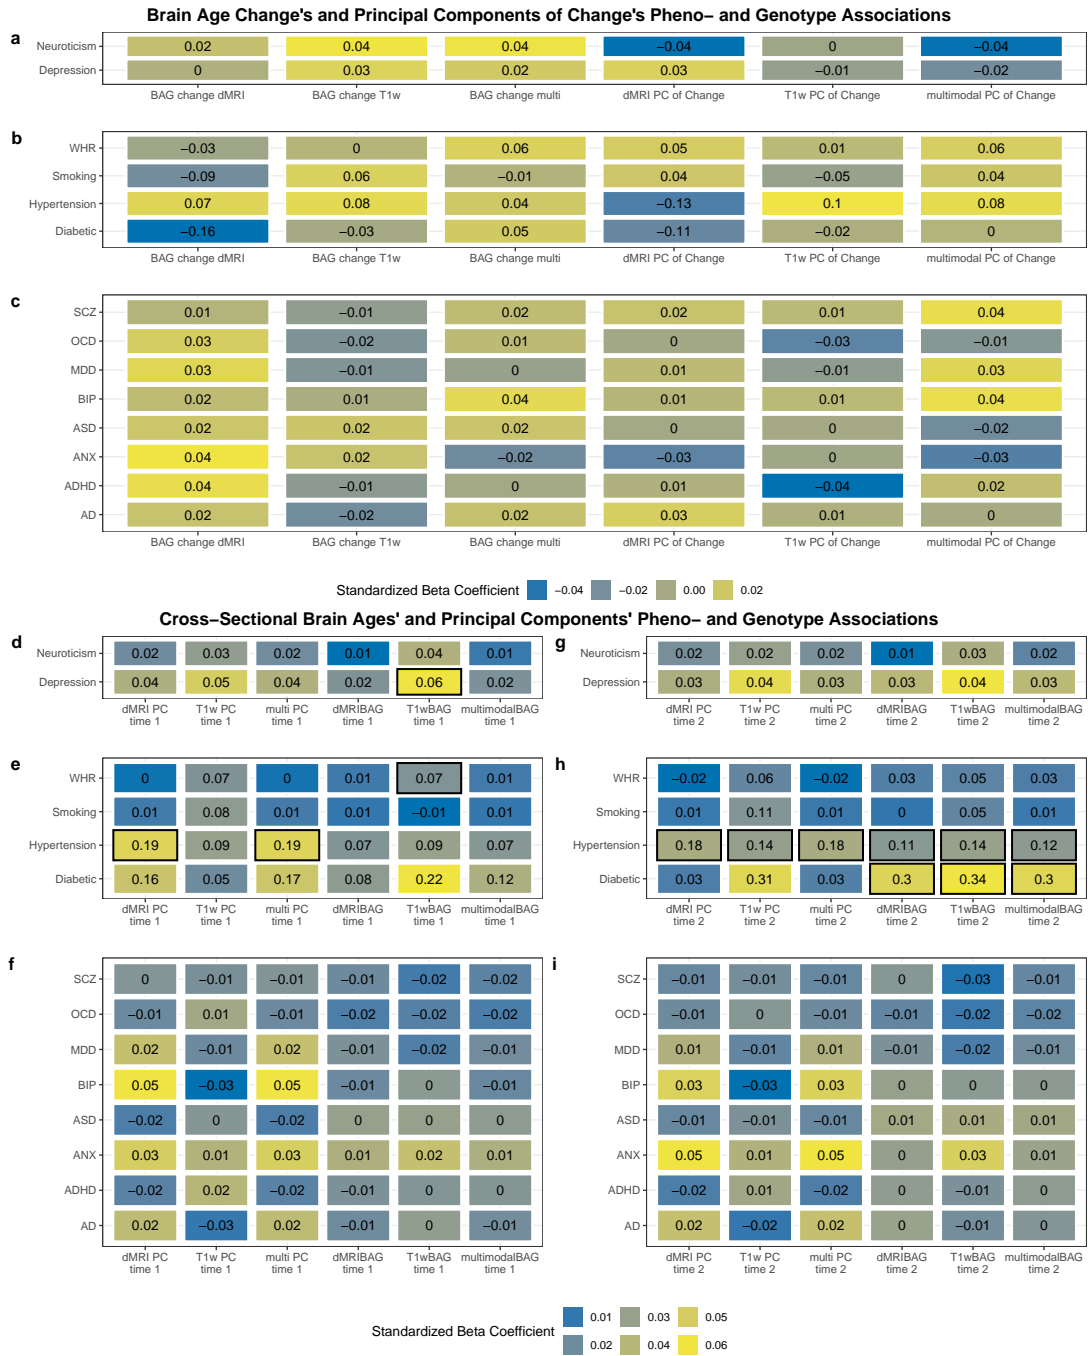 Brain Age Change's and Principal Components of Change's Pheno− and Genotype Associations
a
Neuroticism 0.02 0.04 0.04 −0.04 0 −0.04
Depression 0 0.03 0.02 0.03 −0.01 −0.02
BAG change dMRI BAG change T1w BAG change multi dMRI PC of Change T1w PC of Change multimodal PC of Change
b
WHR −0.03 0 0.06 0.05 0.01 0.06
Smoking −0.09 0.06 −0.01 0.04 −0.05 0.04
Hypertension 0.07 0.08 0.04 −0.13 0.1 0.08
Diabetic −0.16 −0.03 0.05 −0.11 −0.02 0
BAG change dMRI BAG change T1w BAG change multi dMRI PC of Change T1w PC of Change multimodal PC of Change
c
SCZ 0.01 −0.01 0.02 0.02 0.01 0.04
OCD 0.03 −0.02 0.01 0 −0.03 −0.01
MDD 0.03 −0.01 0 0.01 −0.01 0.03
BIP 0.02 0.01 0.04 0.01 0.01 0.04
ASD 0.02 0.02 0.02 0 0 −0.02
ANX 0.04 0.02 −0.02 −0.03 0 −0.03
ADHD 0.04 −0.01 0 0.01 −0.04 0.02
AD 0.02 −0.02 0.02 0.03 0.01 0
BAG change dMRI BAG change T1w BAG change multi dMRI PC of Change T1w PC of Change multimodal PC of Change
Standardized Beta Coefficient −0.04 −0.02 0.00 0.02
Cross−Sectional Brain Ages' and Principal Components' Pheno− and Genotype Associations
d
Neuroticism 0.02 0.03 0.02 0.01 0.04 0.01
Depression 0.04 0.05 0.04 0.02 0.06 0.02
dMRI PC T1w PC multi PC dMRIBAG T1wBAG multimodalBAG
time 1 time 1 time 1 time 1 time 1 time 1
g
Neuroticism 0.02 0.02 0.02 0.01 0.03 0.02
Depression 0.03 0.04 0.03 0.03 0.04 0.03
dMRI PC T1w PC multi PC dMRIBAG T1wBAG multimodalBAG
time 2 time 2 time 2 time 2 time 2 time 2
e
WHR 0 0.07 0 0.01 0.07 0.01
Smoking 0.01 0.08 0.01 0.01 −0.01 0.01
Hypertension 0.19 0.09 0.19 0.07 0.09 0.07
Diabetic 0.16 0.05 0.17 0.08 0.22 0.12
dMRI PC T1w PC multi PC dMRIBAG T1wBAG multimodalBAG
time 1 time 1 time 1 time 1 time 1 time 1
h
WHR −0.02 0.06 −0.02 0.03 0.05 0.03
Smoking 0.01 0.11 0.01 0 0.05 0.01
Hypertension 0.18 0.14 0.18 0.11 0.14 0.12
Diabetic 0.03 0.31 0.03 0.3 0.34 0.3
dMRI PC T1w PC multi PC dMRIBAG T1wBAG multimodalBAG
time 2 time 2 time 2 time 2 time 2 time 2
f
SCZ 0 −0.01 −0.01 −0.01 −0.02 −0.02
OCD −0.01 0.01 −0.01 −0.02 −0.02 −0.02
MDD 0.02 −0.01 0.02 −0.01 −0.02 −0.01
BIP 0.05 −0.03 0.05 −0.01 0 −0.01
ASD −0.02 0 −0.02 0 0 0
ANX 0.03 0.01 0.03 0.01 0.02 0.01
ADHD −0.02 0.02 −0.02 −0.01 0 0
AD 0.02 −0.03 0.02 −0.01 0 −0.01
dMRI PC T1w PC multi PC dMRIBAG T1wBAG multimodalBAG
time 1 time 1 time 1 time 1 time 1 time 1
i
SCZ −0.01 −0.01 −0.01 0 −0.03 −0.01
OCD −0.01 0 −0.01 −0.01 −0.02 −0.02
MDD 0.01 −0.01 0.01 −0.01 −0.02 −0.01
BIP 0.03 −0.03 0.03 0 0 0
ASD −0.01 −0.01 −0.01 0.01 0.01 0.01
ANX 0.05 0.01 0.05 0 0.03 0.01
ADHD −0.02 0.01 −0.02 0 −0.01 0
AD 0.02 −0.02 0.02 0 −0.01 0
dMRI PC T1w PC multi PC dMRIBAG T1wBAG multimodalBAG
time 2 time 2 time 2 time 2 time 2 time 2
Standardized Beta Coefficient
0.01 0.03 0.05
0.02 0.04 0.06